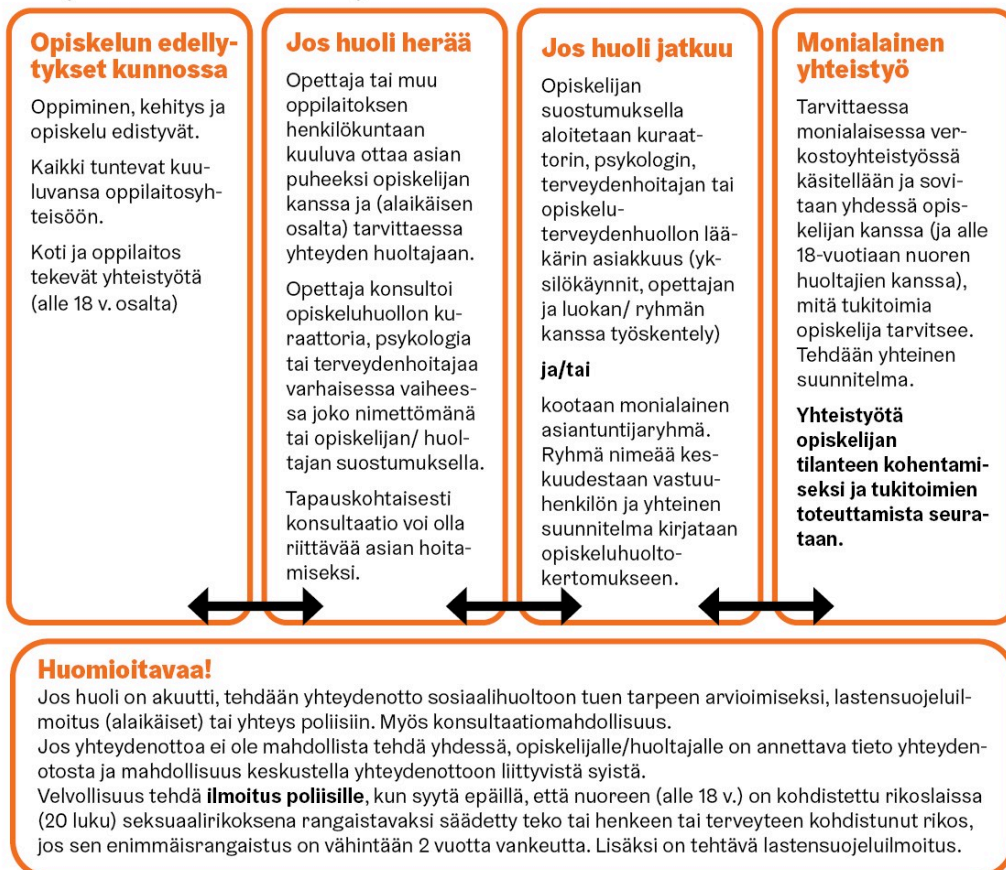 Opiskelun edelly-
tykset kunnossa
Oppiminen, kehitys ja
opiskelu edistyvät.
Kaikki tuntevat kuu-
luvansa oppilaitosyh-
teisöön.
Koti ja oppilaitos
tekevät yhteistyötä
(alle 18 v. osalta)
Jos huoli herää
Opettaja tai muu
oppilaitoksen
henkilökuntaan
kuuluva ottaa asian
puheeksi opiskelijan
kanssa ja (alaikäisen
osalta) tarvittaessa
yhteyden huoltajaan.
Opettaja konsultoi
opiskeluhuollon ku-
raattoria, psykologia
tai terveydenhoitajaa
varhaisessa vaihees-
sa joko nimettömänä
tai opiskelijan/ huol-
tajan suostumuksella.
Tapauskohtaisesti
konsultaatio voi olla
riittävää asian hoita-
miseksi.
Jos huoli jatkuu
Opiskelijan
suostumuksella
aloitetaan kuraat-
torin, psykologin,
terveydenhoitajan tai
opiskelu-
terveydenhuollon lää-
kärin asiakkuus (yk-
silökäynnit, opettajan
ja luokan/ ryhmän
kanssa työskentely)
ja/tai
kootaan monialainen
asiantuntijaryhmä.
Ryhmä nimeää kes-
kuudestaan vastuu-
henkilön ja yhteinen
suunnitelma kirjataan
opiskeluhuolto-
kertomukseen.
Monialainen
yhteistyö
Tarvittaessa
monialaisessa ver-
kostoyhteistyössä
käsitellään ja sovi-
taan yhdessä opis-
kelijan kanssa (ja alle
18-vuotiaan nuoren
huoltajien kanssa),
mitä tukitoimia
opiskelija tarvitsee.
Tehdään yhteinen
suunnitelma.
Yhteistyötä
opiskelijan
tilanteen kohentami-
seksi ja tukitoimien
toteuttamista seura-
taan.
Huomioitavaa!
Jos huoli on akuutti, tehdään yhteydenotto sosiaalihuoltoon tuen tarpeen arvioimiseksi, lastensuojeluil-
moitus (alaikäiset) tai yhteys poliisiin. Myös konsultaatiomahdollisuus.
Jos yhteydenottoa ei ole mahdollista tehdä yhdessä, opiskelijalle/huoltajalle on annettava tieto yhteyden-
otosta ja mahdollisuus keskustella yhteydenottoon liittyvistä syistä.
Velvollisuus tehdä ilmoitus poliisille, kun syytä epäillä, että nuoreen (alle 18 v.) on kohdistettu rikoslaissa
(20 luku) seksuaalirikoksena rangaistavaksi säädetty teko tai henkeen tai terveyteen kohdistunut rikos,
jos sen enimmäisrangaistus on vähintään 2 vuotta vankeutta. Lisäksi on tehtävä lastensuojeluilmoitus.